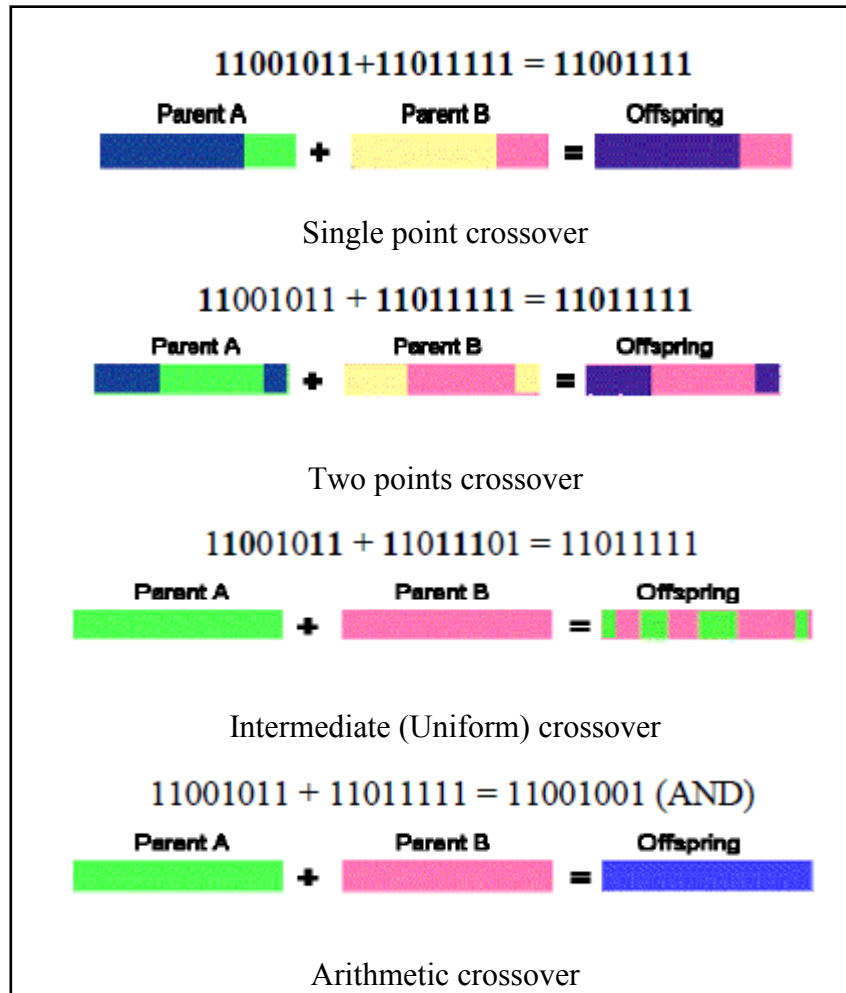 11001011+11011111 = 11001111
Parent A Parent B Offspring
+ =
Single point crossover
11001011 + 11011111 = 11011111
Parent A Parent B Offspring
+ =
Two points crossover
11001011 + 11011101 = 11011111
Parent A Parent B Offspring
+ =
Intermediate (Uniform) crossover
11001011 + 11011111 = 11001001 (AND)
Parent A Parent B Offspring
+ =
Arithmetic crossover